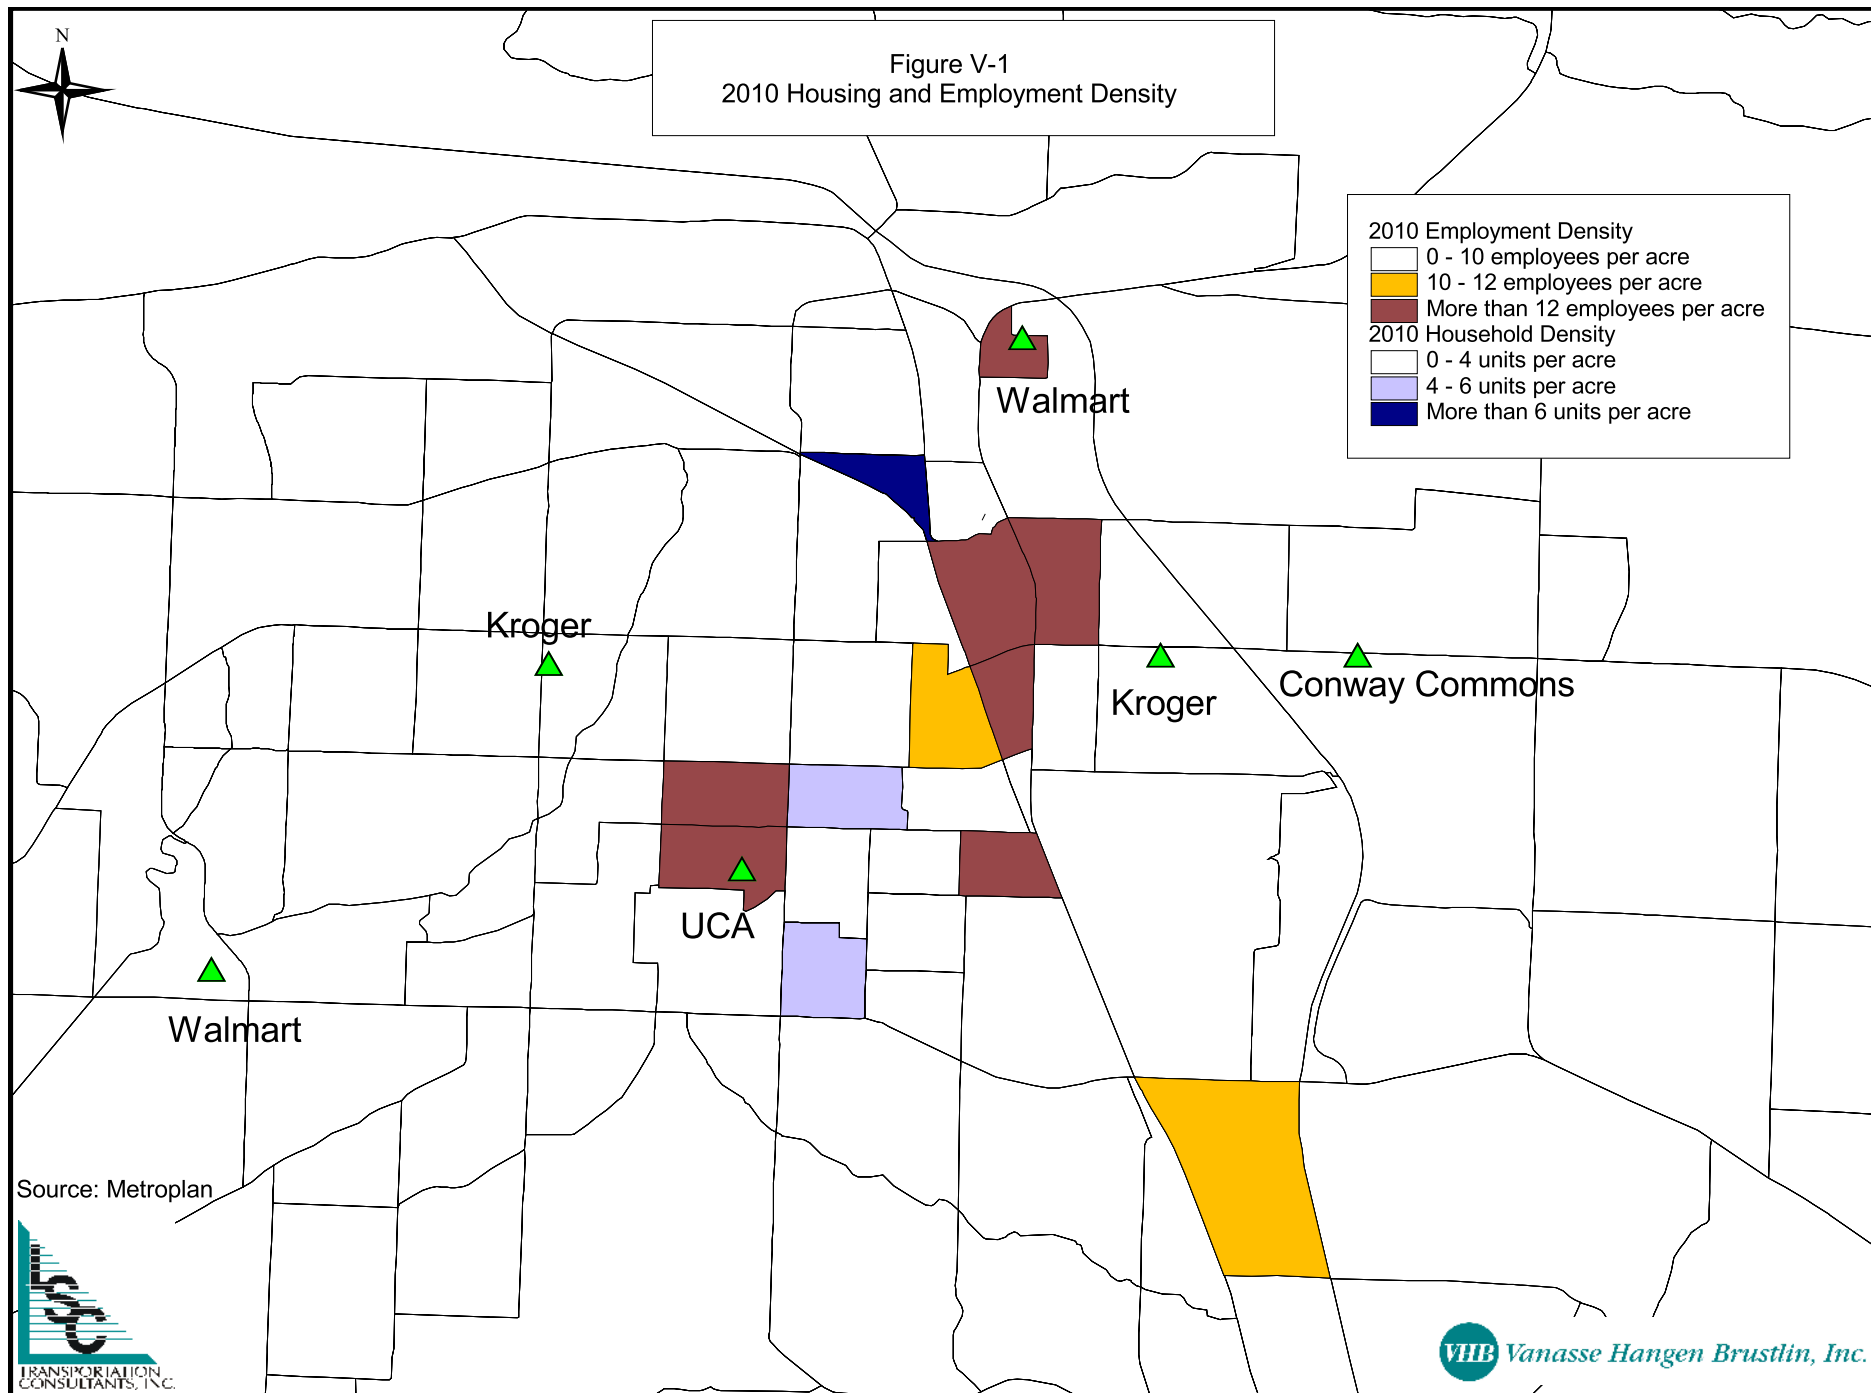 N
Figure V-1
2010 Housing and Employment Density
2010 Employment Density
0 - 10 employees per acre
10 - 12 employees per acre
More than 12 employees per acre
2010 Household Density
0 - 4 units per acre
4 - 6 units per acre
More than 6 units per acre
Walmart
Kroger
Kroger
Conway Commons
UCA
Walmart
Source: Metroplan
LSC
TRANSPORTATION
CONSULTANTS, INC.
VHB Vanasse Hangen Brustlin, Inc.